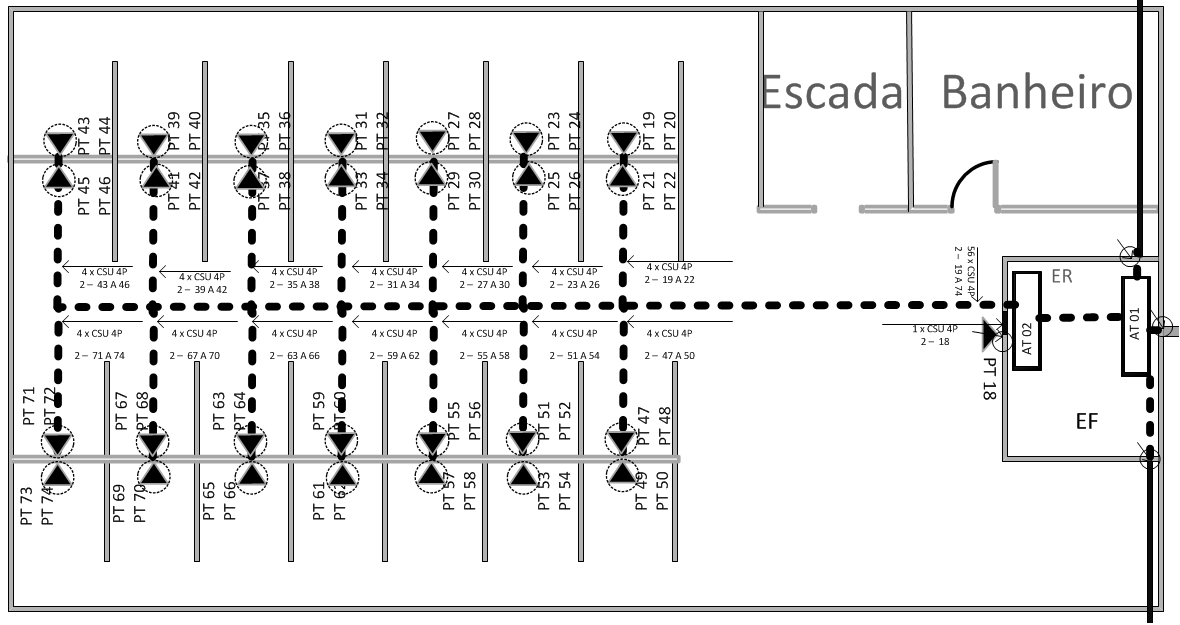 Escada
Banheiro
PT 43
PT 44
PT 39
PT 40
PT 35
PT 36
PT 31
PT 32
PT 27
PT 28
PT 23
PT 24
PT 19
PT 20
PT 45
PT 46
PT 41
PT 42
PT 37
PT 38
PT 33
PT 34
PT 29
PT 30
PT 25
PT 26
PT 21
PT 22
4 x CSU 4P
2 – 43 A 46
4 x CSU 4P
2 – 39 A 42
4 x CSU 4P
2 – 35 A 38
4 x CSU 4P
2 – 31 A 34
4 x CSU 4P
2 – 27 A 30
4 x CSU 4P
2 – 23 A 26
4 x CSU 4P
2 – 19 A 22
56 x CSU 4P
2 – 19 A 74
ER
AT 01
AT 02
1 x CSU 4P
2 – 18
PT 18
EF
4 x CSU 4P
2 – 71 A 74
4 x CSU 4P
2 – 67 A 70
4 x CSU 4P
2 – 63 A 66
4 x CSU 4P
2 – 59 A 62
4 x CSU 4P
2 – 55 A 58
4 x CSU 4P
2 – 51 A 54
4 x CSU 4P
2 – 47 A 50
PT 71
PT 72
PT 67
PT 68
PT 63
PT 64
PT 59
PT 60
PT 55
PT 56
PT 51
PT 52
PT 47
PT 48
PT 73
PT 74
PT 69
PT 70
PT 65
PT 66
PT 61
PT 62
PT 57
PT 58
PT 53
PT 54
PT 49
PT 50